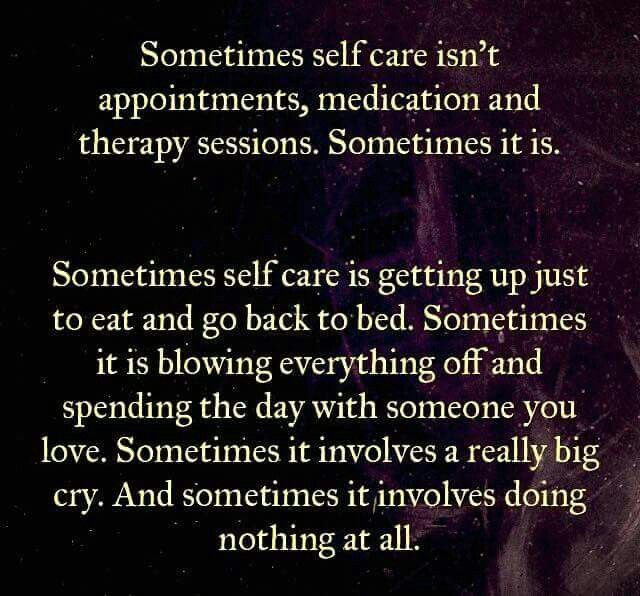 Sometimes self care isn't
appointments, medication and
therapy sessions. Sometimes it is.
Sometimes self care is getting up just
to eat and go back to bed. Sometimes
it is blowing everything off and
spending the day with someone you
love. Sometimes it involves a really big
cry. And sometimes it involves doing
nothing at all.